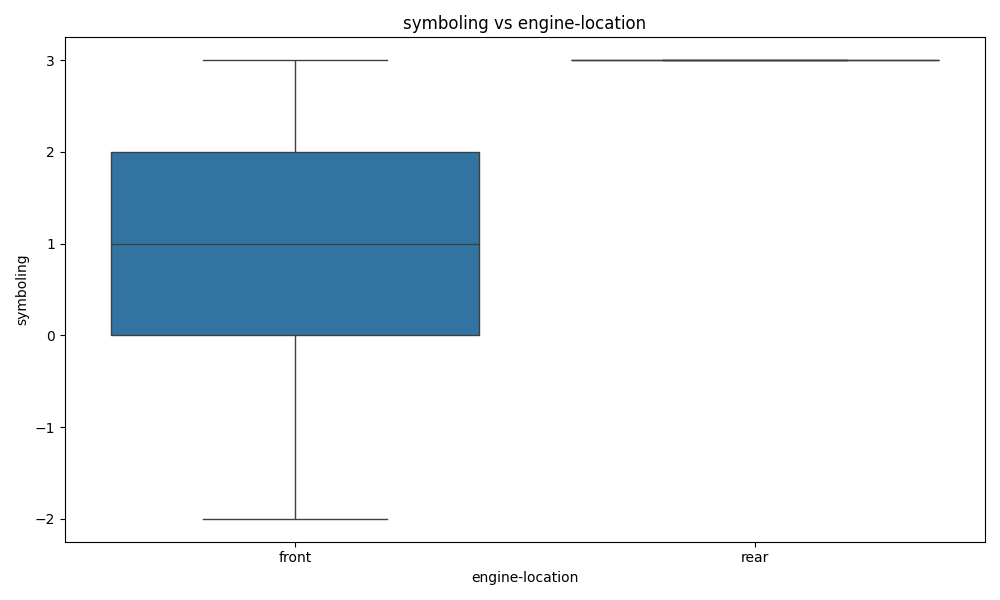 symboling vs engine-location
symboling
3
2
1
0
−1
−2
front
rear
engine-location